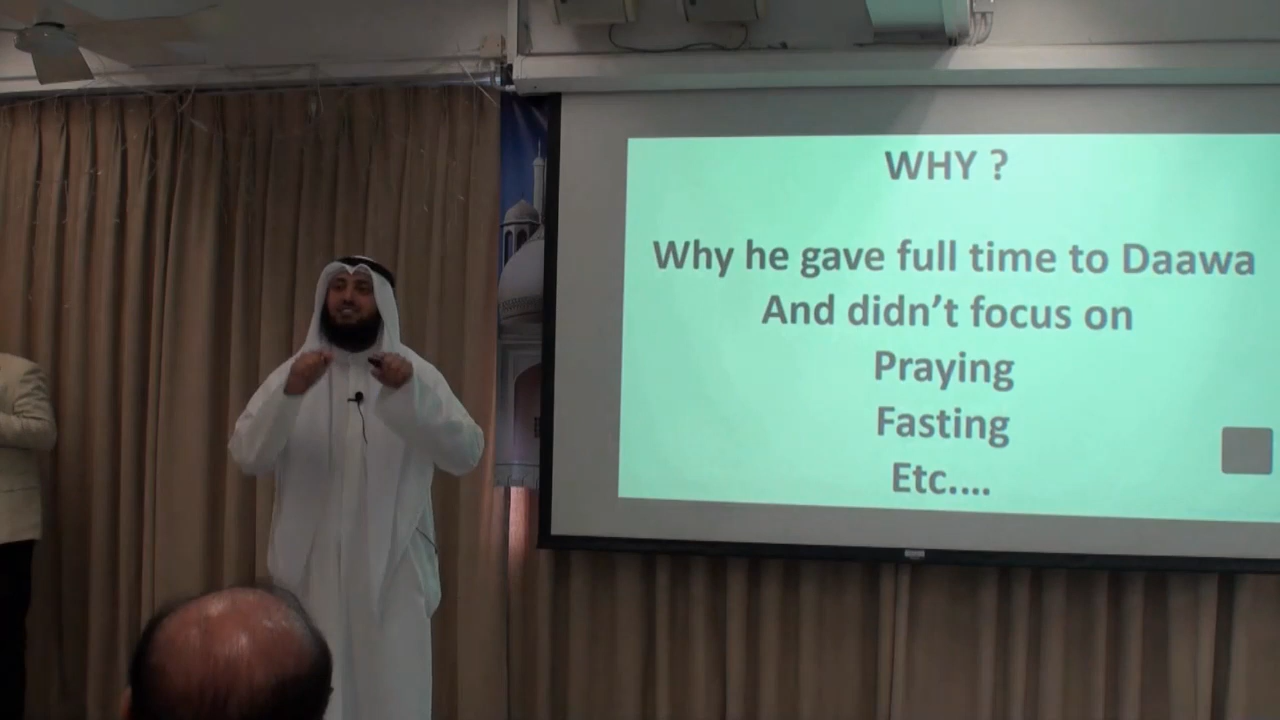 WHY ?
Why he gave full time to Daawa
And didn’t focus on
Praying
Fasting
Etc....